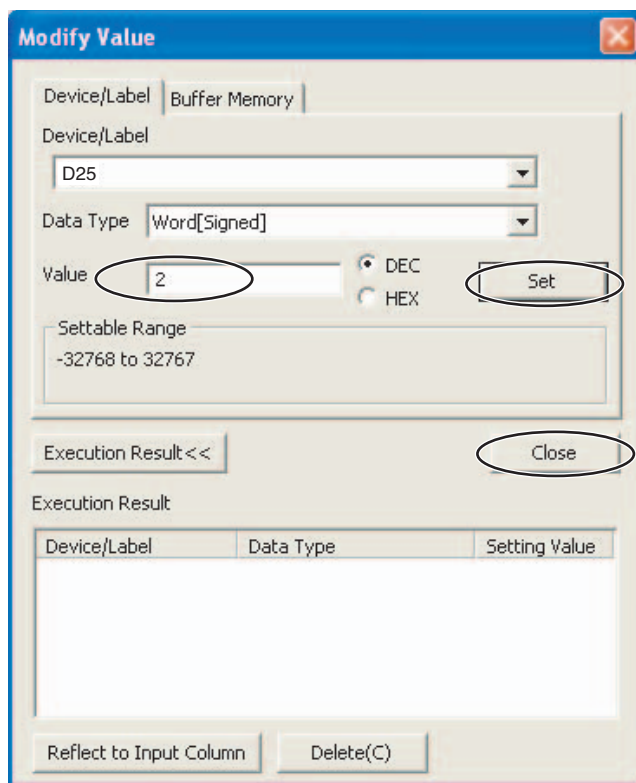 Modify Value
Device/Label Buffer Memory
Device/Label
D25
Data Type Word[Signed]
Value 2 DEC Set
HEX
Settable Range
-32768 to 32767
Execution Result<< Close
Execution Result
Device/Label Data Type Setting Value
Reflect to Input Column Delete(C)